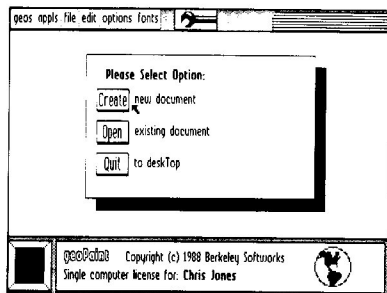 geos appls file edit options fonts
Please Select Option:
Create new document
Open existing document
Quit to deskTop
geoPaint Copyright (c) 1988 Berkeley Softworks
Single computer license for: Chris Jones